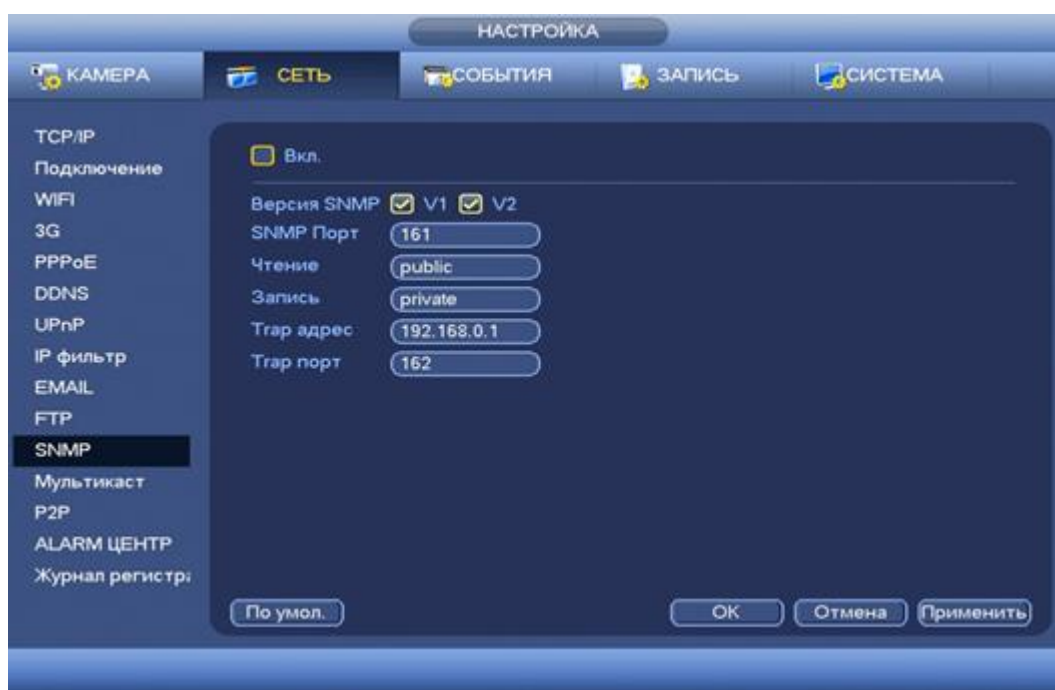 НАСТРОЙКА
КАМЕРА СЕТЬ СОБЫТИЯ ЗАПИСЬ СИСТЕМА
TCP/IP
Подключение
WIFI
3G
PPPoE
DDNS
UPnP
IP фильтр
EMAIL
FTP
SNMP
Мультикаст
P2P
ALARM ЦЕНТР
Журнал регистра
Вкл.
Версия SNMP V1 V2
SNMP Порт 161
Чтение public
Запись private
Trap адрес 192.168.0.1
Trap порт 162
По умол. OK Отмена Применить